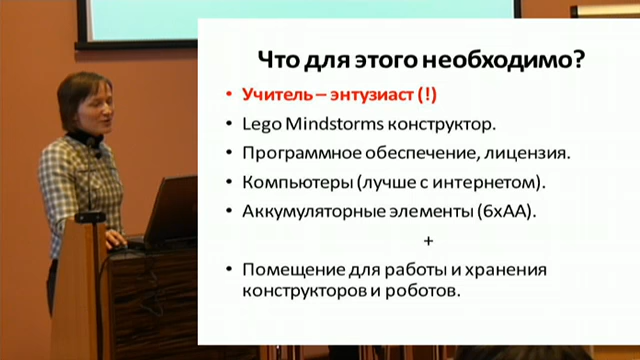 Что для этого необходимо?
• Учитель – энтузиаст (!)
• Lego Mindstorms конструктор.
• Программное обеспечение, лицензия.
• Компьютеры (лучше с интернетом).
• Аккумуляторные элементы (6хАА).
+
• Помещение для работы и хранения
конструкторов и роботов.